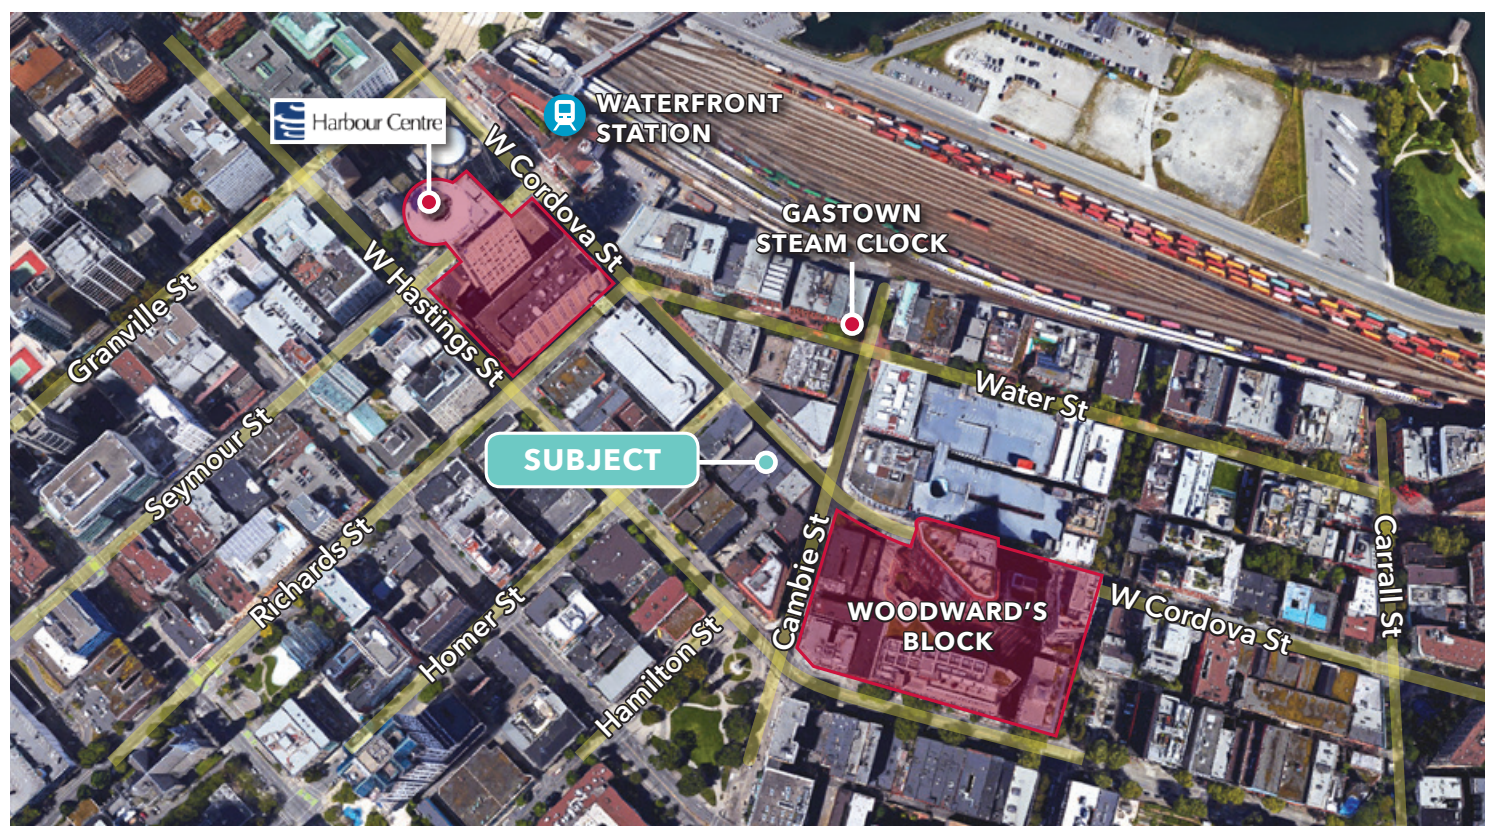 Harbour Centre
WATERFRONT
STATION
W Cordova St
GASTOWN
STEAM CLOCK
W Hastings St
Granville St
Water St
Seymour St
SUBJECT
Richards St
Cambie St
Carrall St
WOODWARD'S
BLOCK
W Cordova St
Homer St
Hamilton St